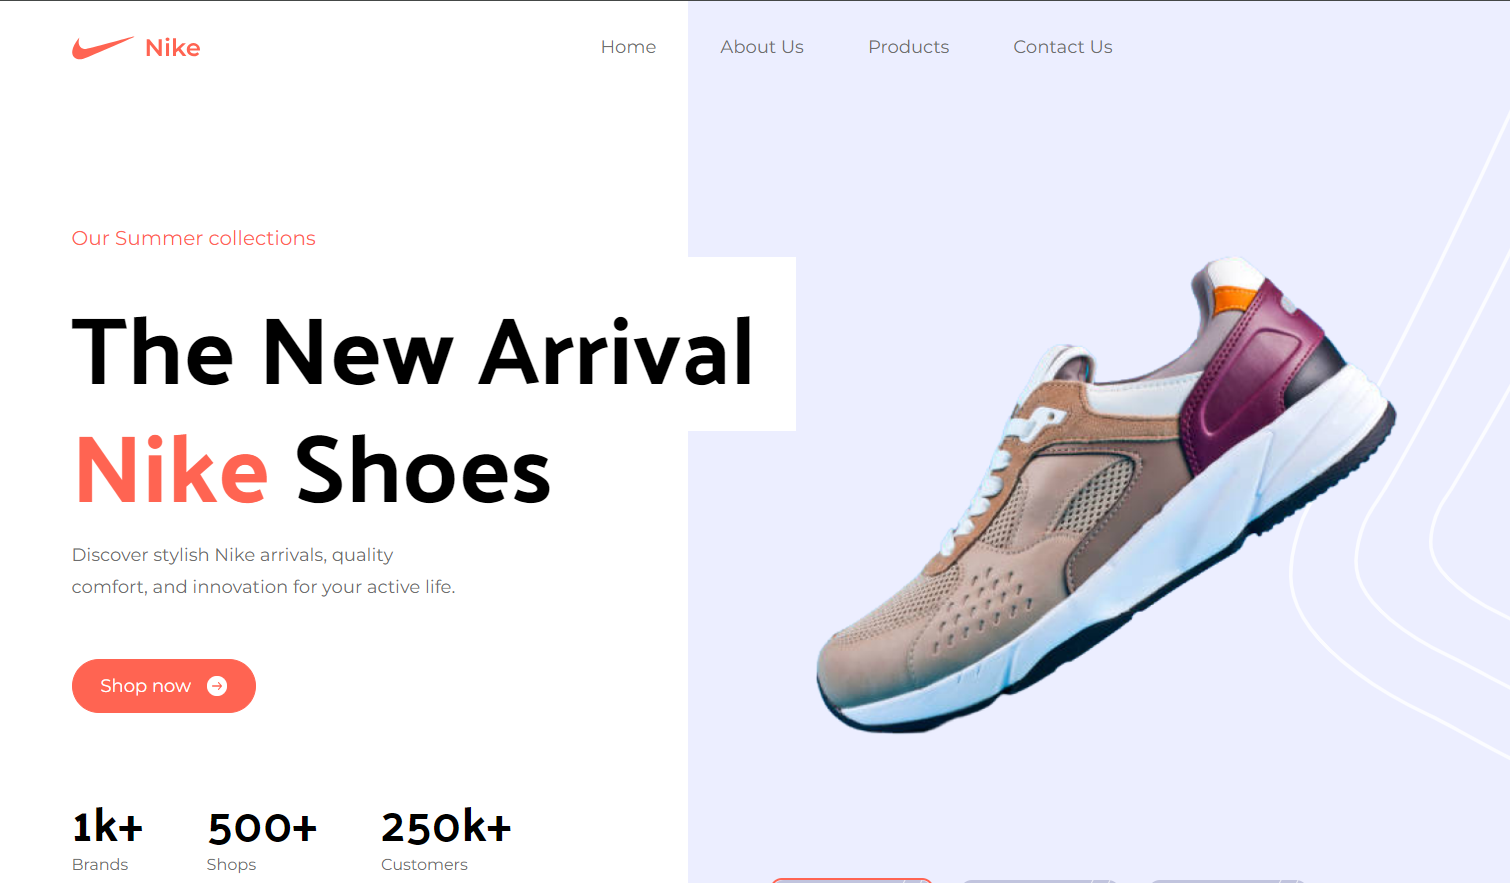 Nike
Home
About Us
Products
Contact Us
Our Summer collections
The New Arrival
Nike Shoes
Discover stylish Nike arrivals, quality
comfort, and innovation for your active life.
Shop now
1k+
Brands
500+
Shops
250k+
Customers